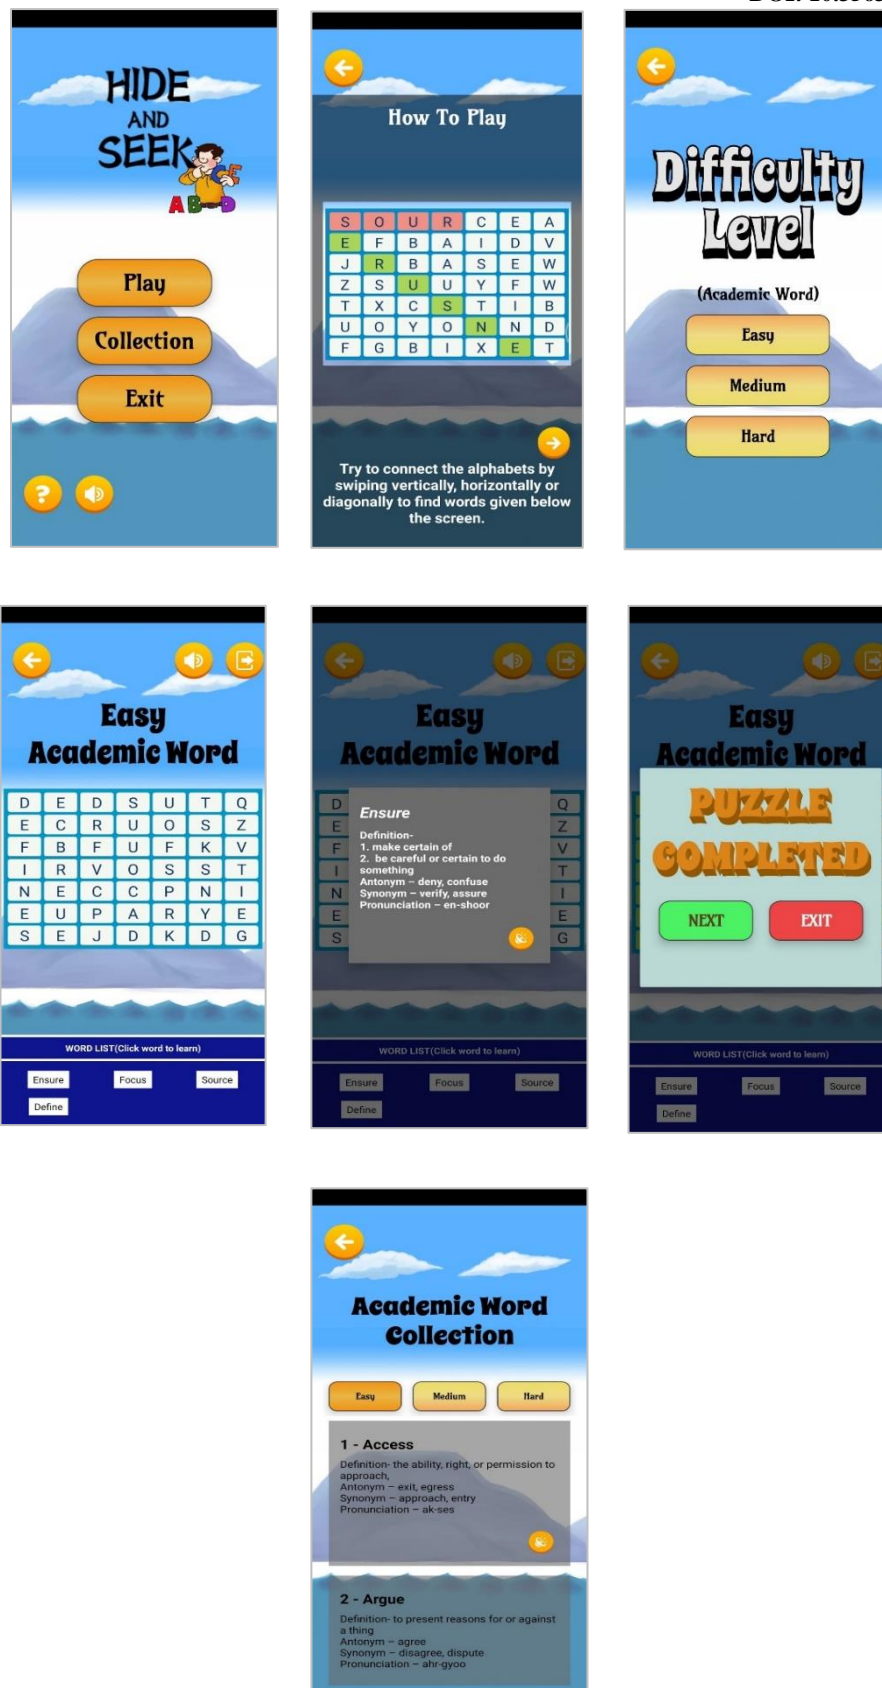 HIDE
AND
SEEK
A B C D E
Play
Collection
Exit
?
How To Play
S O U R C E A
E F B A I D V
J R B A S E W
Z S U U Y F W
T X C S T I B
U O Y O N N D
F G B I X E T
Try to connect the alphabets by
swiping vertically, horizontally or
diagonally to find words given below
the screen.
Difficulty
Level
(Academic Word)
Easy
Medium
Hard
Easy
Academic Word
D E D S U T Q
E C R U O S Z
F B F U F K V
I R V O S S T
N E C C P N I
E U P A R Y E
S E J D K D G
WORD LIST(Click word to learn)
Ensure Focus Source
Define
Easy
Academic Word
D Q
E Z
F V
I T
N I
E E
S G
Ensure
Definition-
1. make certain of
2. be careful or certain to do
something
Antonym – deny, confuse
Synonym – verify, assure
Pronunciation – en-shoor
WORD LIST(Click word to learn)
Ensure Focus Source
Define
Easy
Academic Word
PUZZLE
COMPLETED
NEXT EXIT
WORD LIST(Click word to learn)
Ensure Focus Source
Define
Academic Word
Collection
Easy Medium Hard
1 - Access
Definition- the ability, right, or permission to
approach,
Antonym – exit, egress
Synonym – approach, entry
Pronunciation – ak-ses
2 - Argue
Definition- to present reasons for or against
a thing
Antonym – agree
Synonym – disagree, dispute
Pronunciation – ahr-gyoo